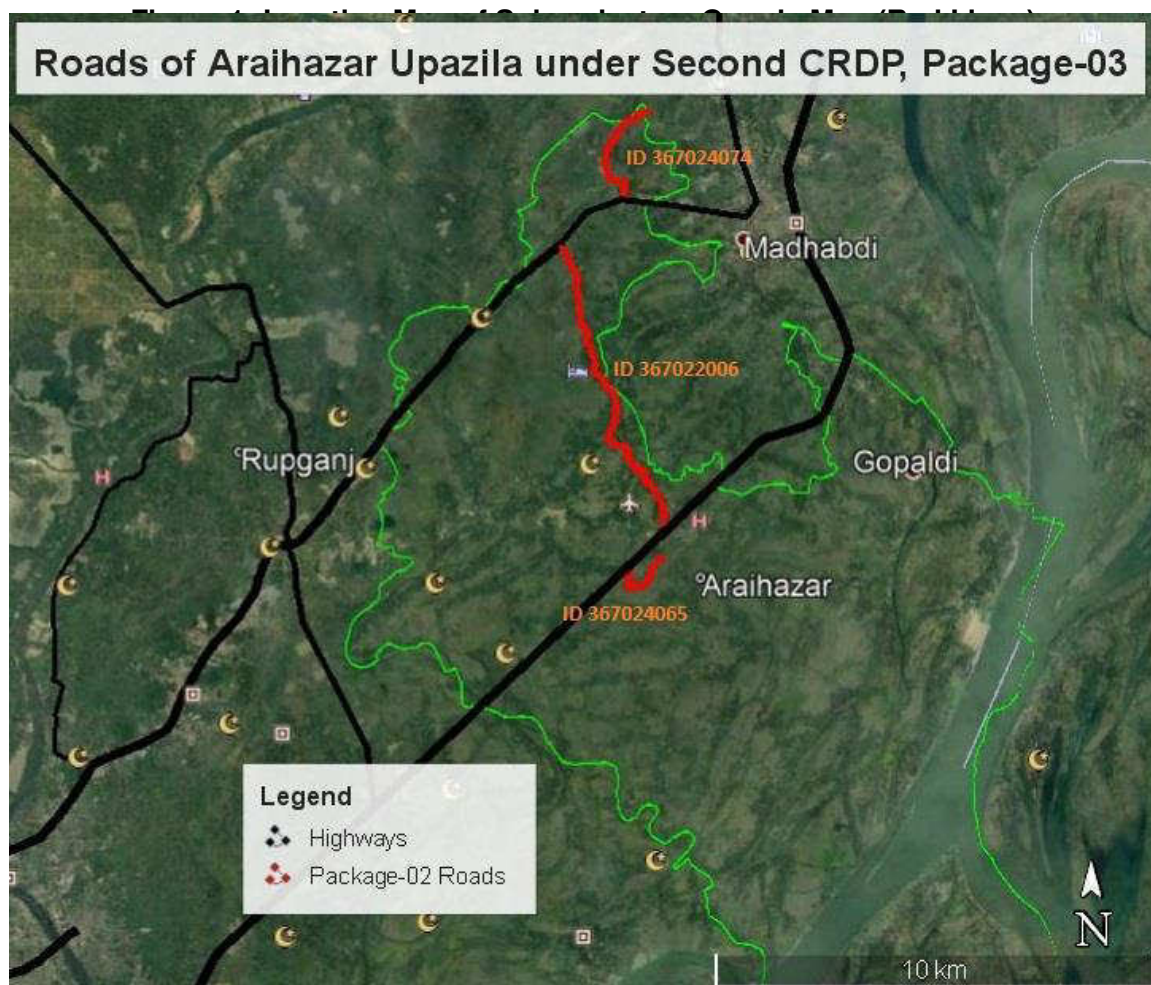 Roads of Araihazar Upazila under Second CRDP, Package-03
ID 367024074
Madhabdi
ID 367022006
Rupganj
H
Gopaldi
H
Araihazar
ID 367024065
Legend
Highways
Package-02 Roads
N
10 km